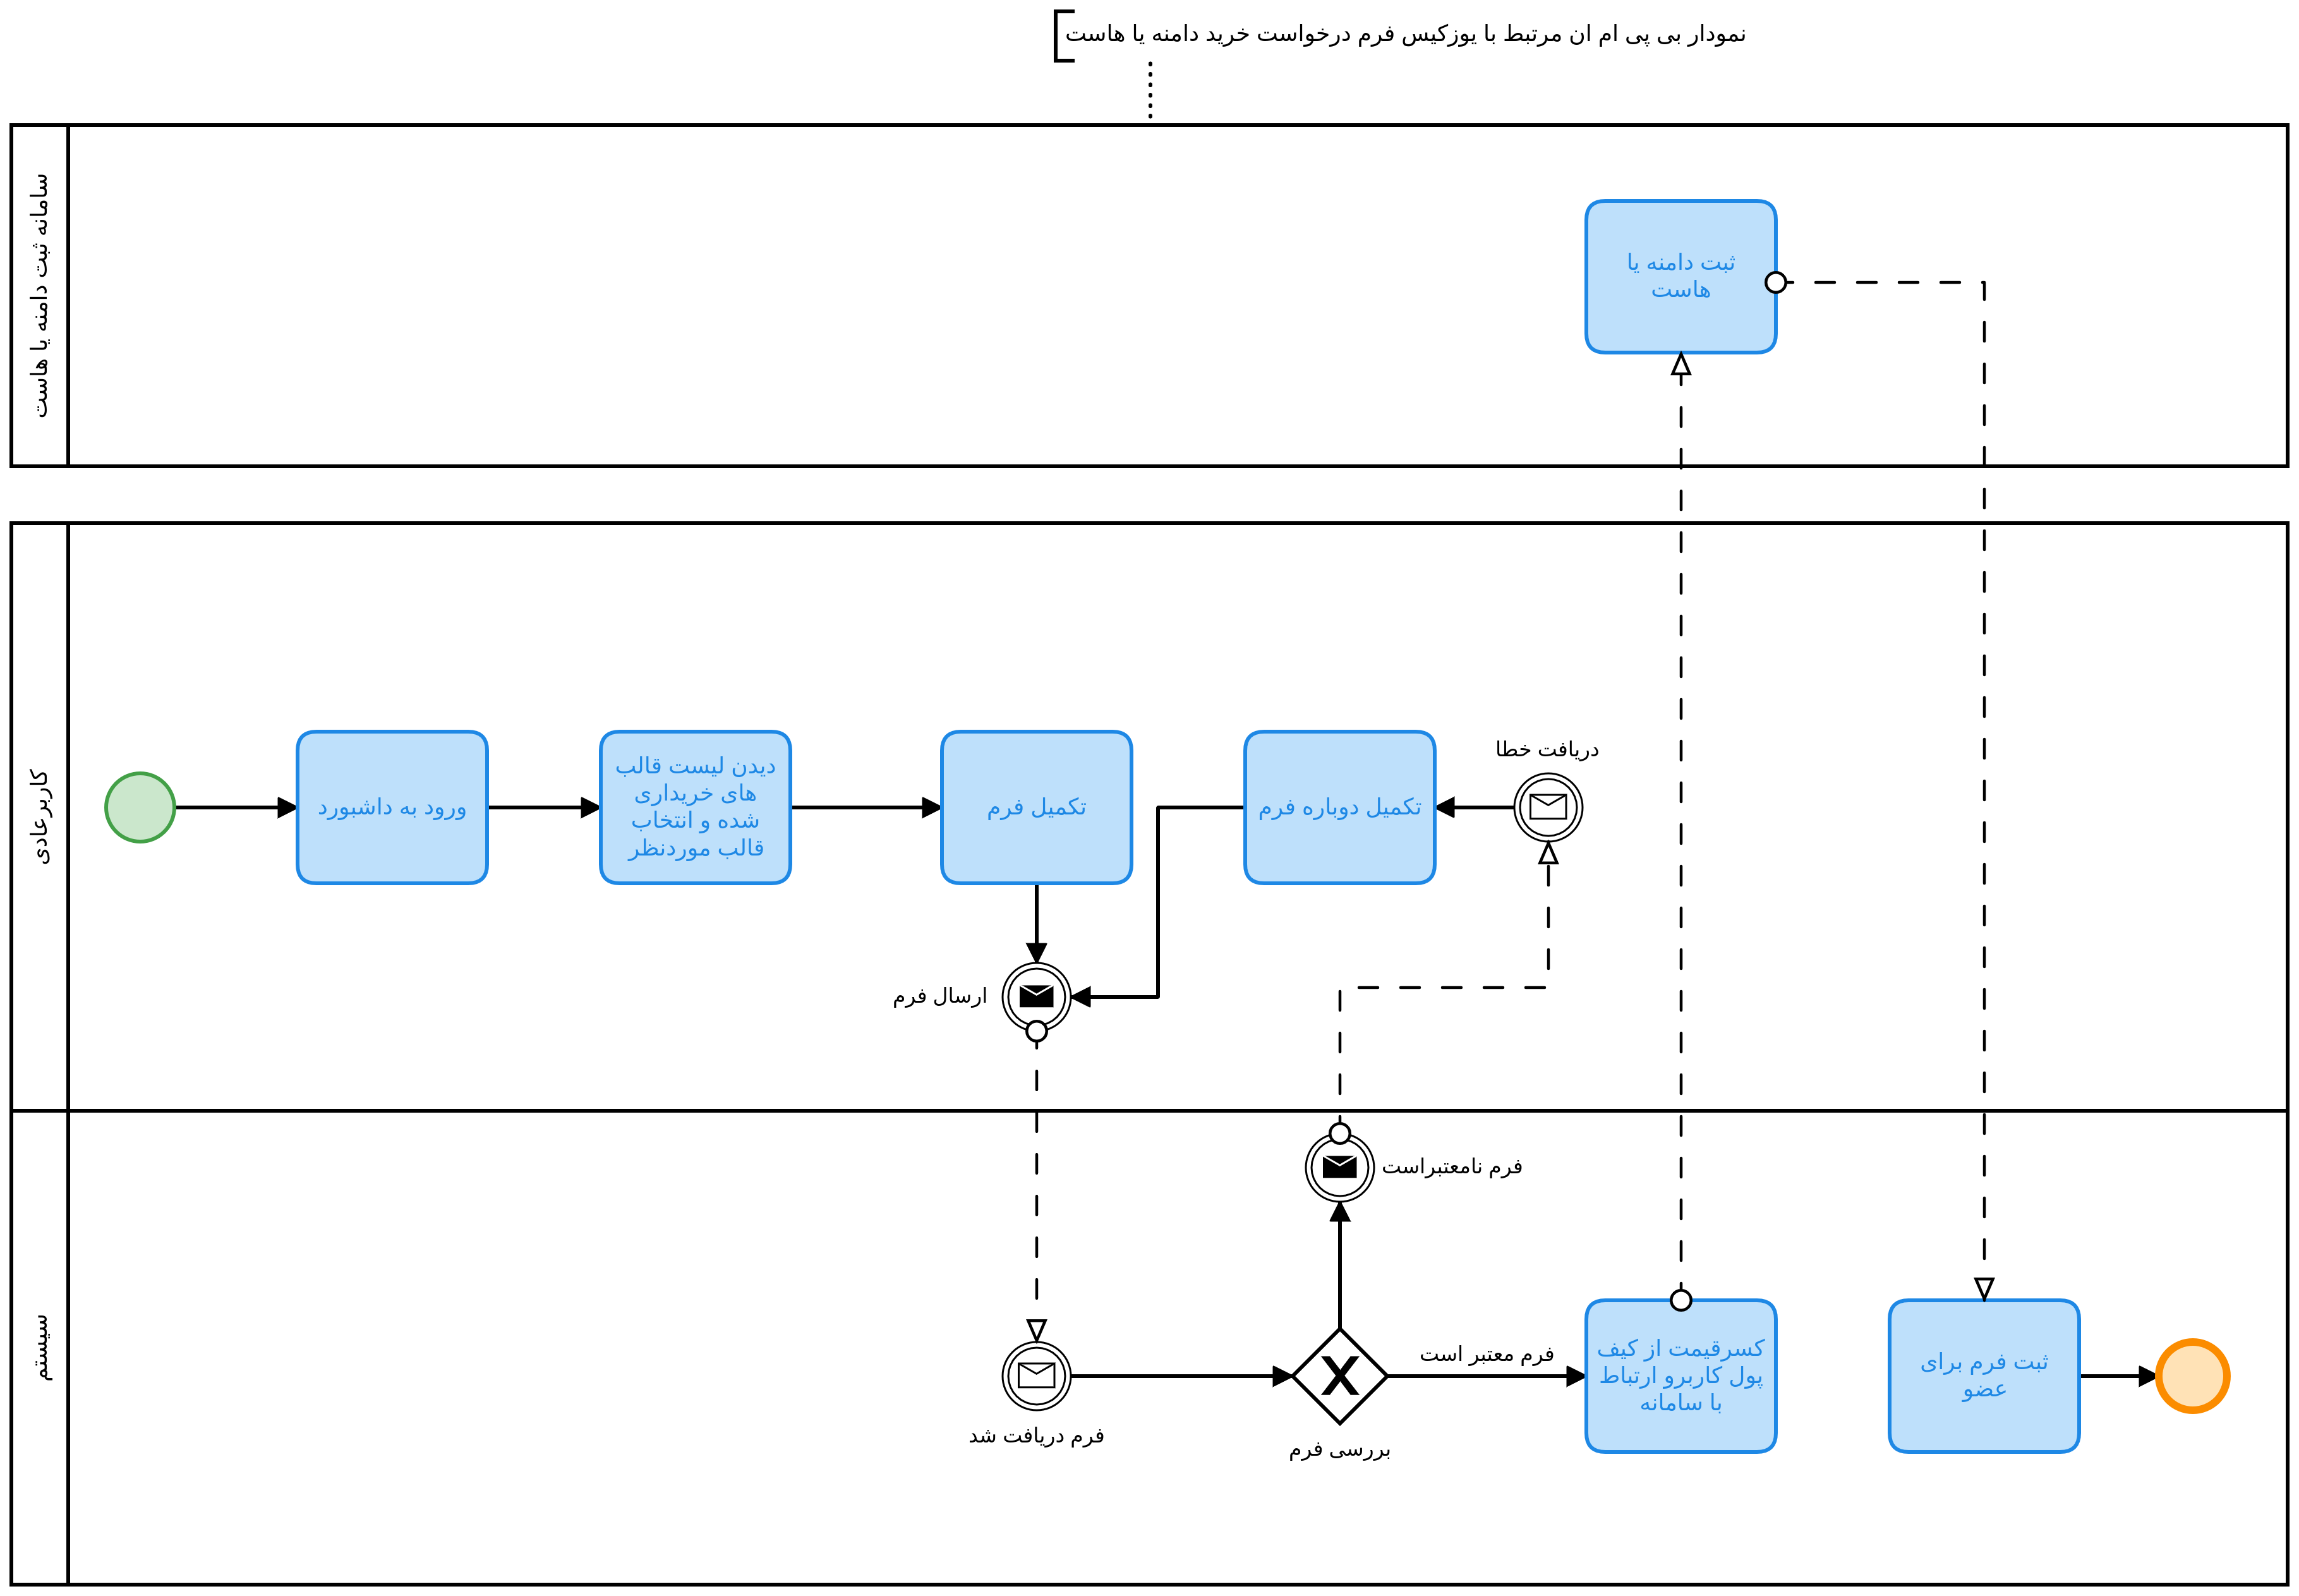 نمودار بی پی ام ان مرتبط با یوزکیس فرم درخواست خرید دامنه یا هاست
سامانه ثبت دامنه یا هاست
ثبت دامنه یا
هاست
کاربرعادی
ورود به داشبورد
دیدن لیست قالب
های خریداری
شده و انتخاب
قالب موردنظر
تکمیل فرم
تکمیل دوباره فرم
دریافت خطا
ارسال فرم
سیستم
فرم نامعتبراست
فرم دریافت شد
بررسی فرم
فرم معتبر است
کسرقیمت از کیف
پول کاربرو ارتباط
با سامانه
ثبت فرم برای
عضو